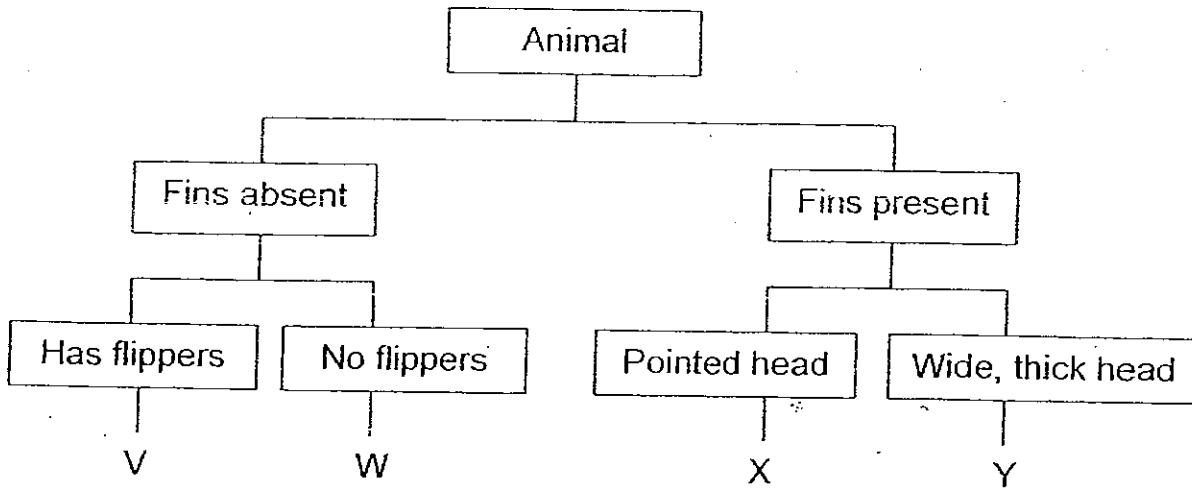 Animal
Fins absent
Fins present
Has flippers
No flippers
Pointed head
Wide, thick head
V
W
X
Y